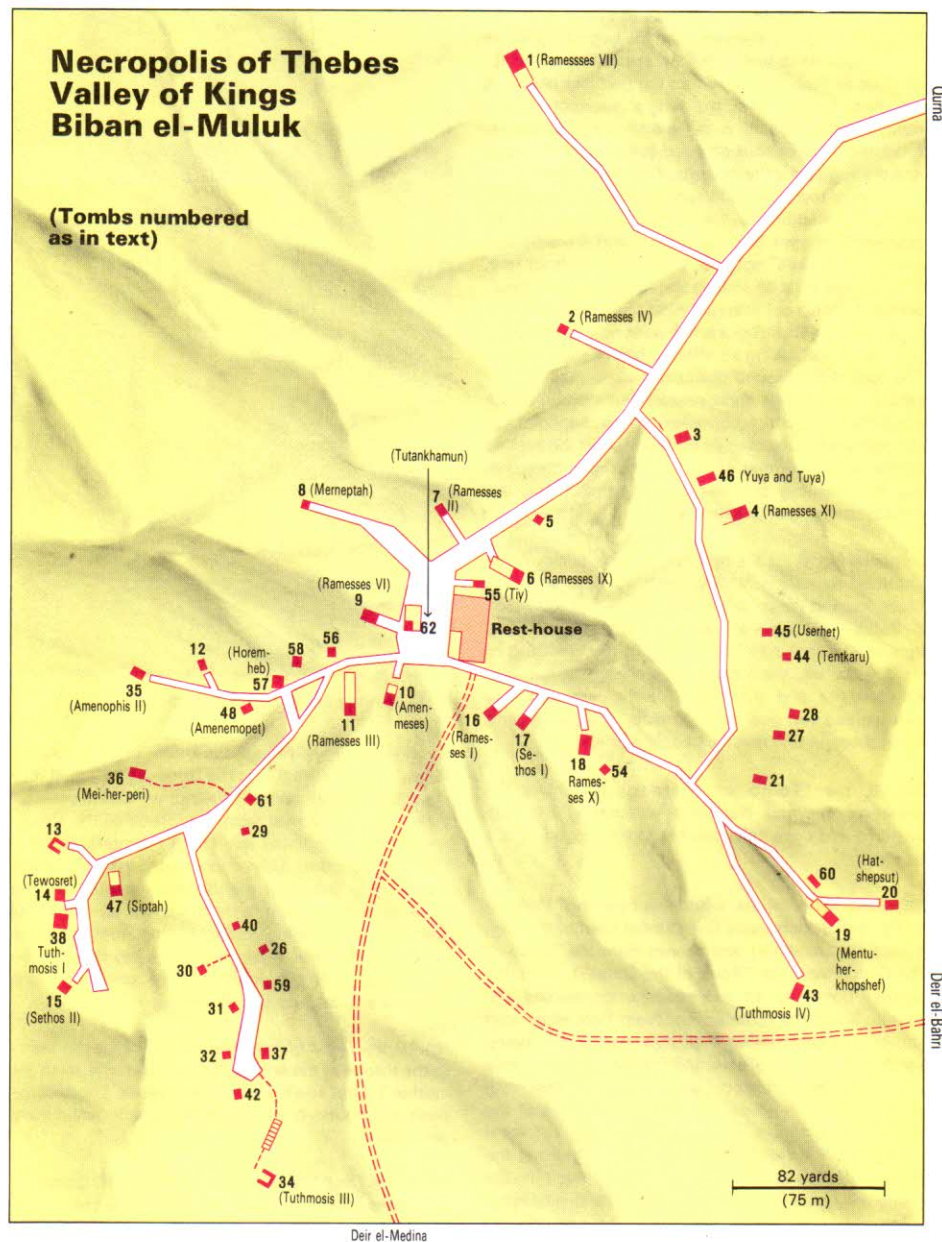 Necropolis of Thebes
Valley of Kings
Biban el-Muluk
(Tombs numbered
as in text)
1 (Ramessses VII)
Qurna
2 (Ramesses IV)
3
(Tutankhamun)
46 (Yuya and Tuya)
8 (Merneptah)
7 (Ramesses
II)
5
4 (Ramesses XI)
6 (Ramesses IX)
(Ramesses VI)
9
55 (Tiy)
62
Rest-house
45 (Userhet)
44 (Tentkaru)
12
(Horem-
heb)
57
58
56
35
(Amenophis II)
48
(Amenemopet)
11
(Ramesses III)
10
(Amen-
meses)
16
(Rames-
ses I)
17
(Se-
thos I)
18
Rames-
ses X)
54
28
27
21
36
(Mei-her-peri)
61
29
13
(Tewosret)
14
47 (Siptah)
38
Tuth-
mosis I
15
(Sethos II)
40
26
30
59
31
32
37
42
34
(Tuthmosis III)
60
(Hat-
shepsut)
20
19
(Mentu-
her-
khopshef)
43
(Tuthmosis IV)
Deir el-Bahri
82 yards
(75 m)
Deir el-Medina